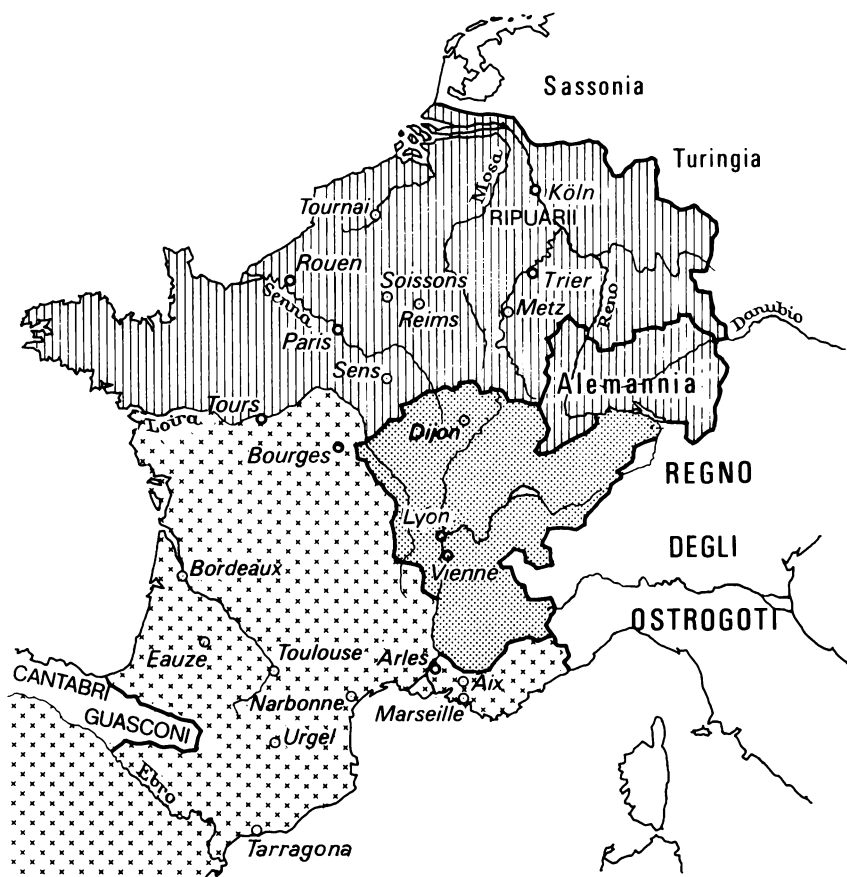 Sassonia
Turingia
Mosa
Köln
Tournai
RIPUARII
Rouen
Soissons
Trier
Senna
Reims
Metz
Reno
Paris
Danubio
Sens
Alemannia
Tours
Loira
Dijon
Bourges
REGNO
Lyon
DEGLI
Vienne
Bordeaux
OSTROGOTI
Eauze
Toulouse
Arles
CANTABRI
Aix
Narbonne
Marseille
GUASCONI
Urgel
Ebro
Tarragona